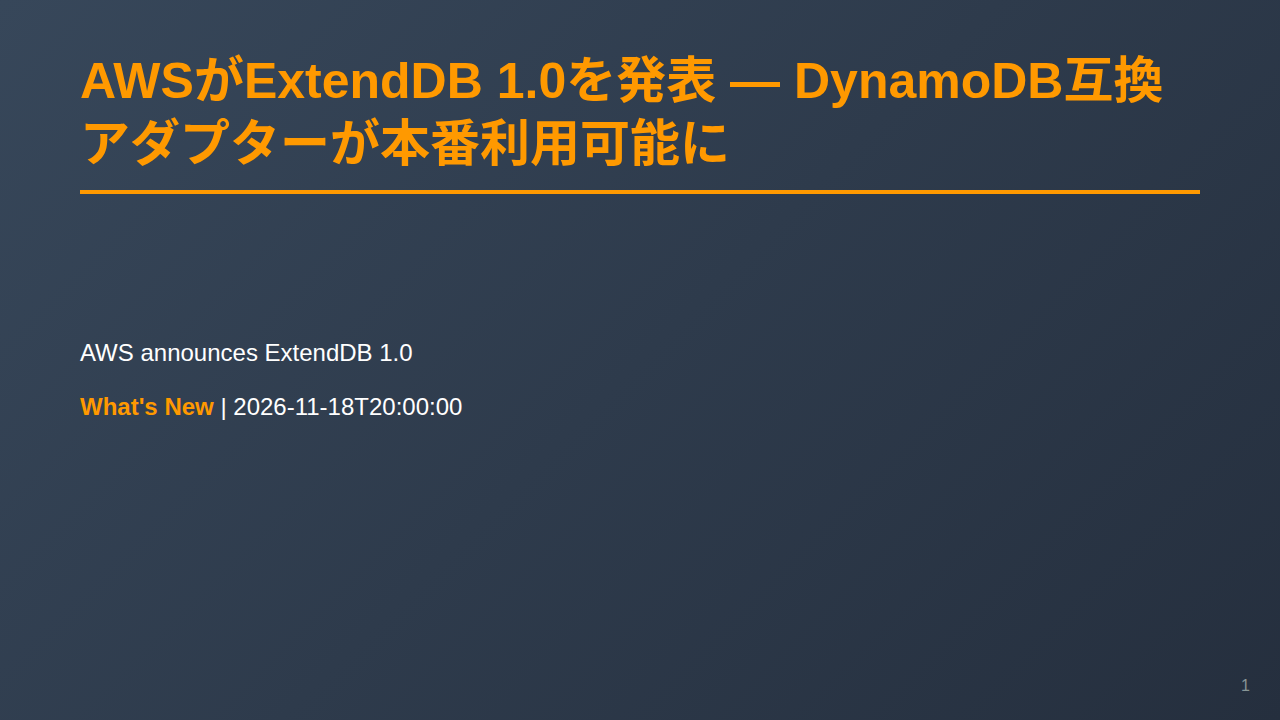 AWSがExtendDB 1.0を発表 — DynamoDB互換
アダプターが本番利用可能に
AWS announces ExtendDB 1.0
What's New | 2026-11-18T20:00:00
1